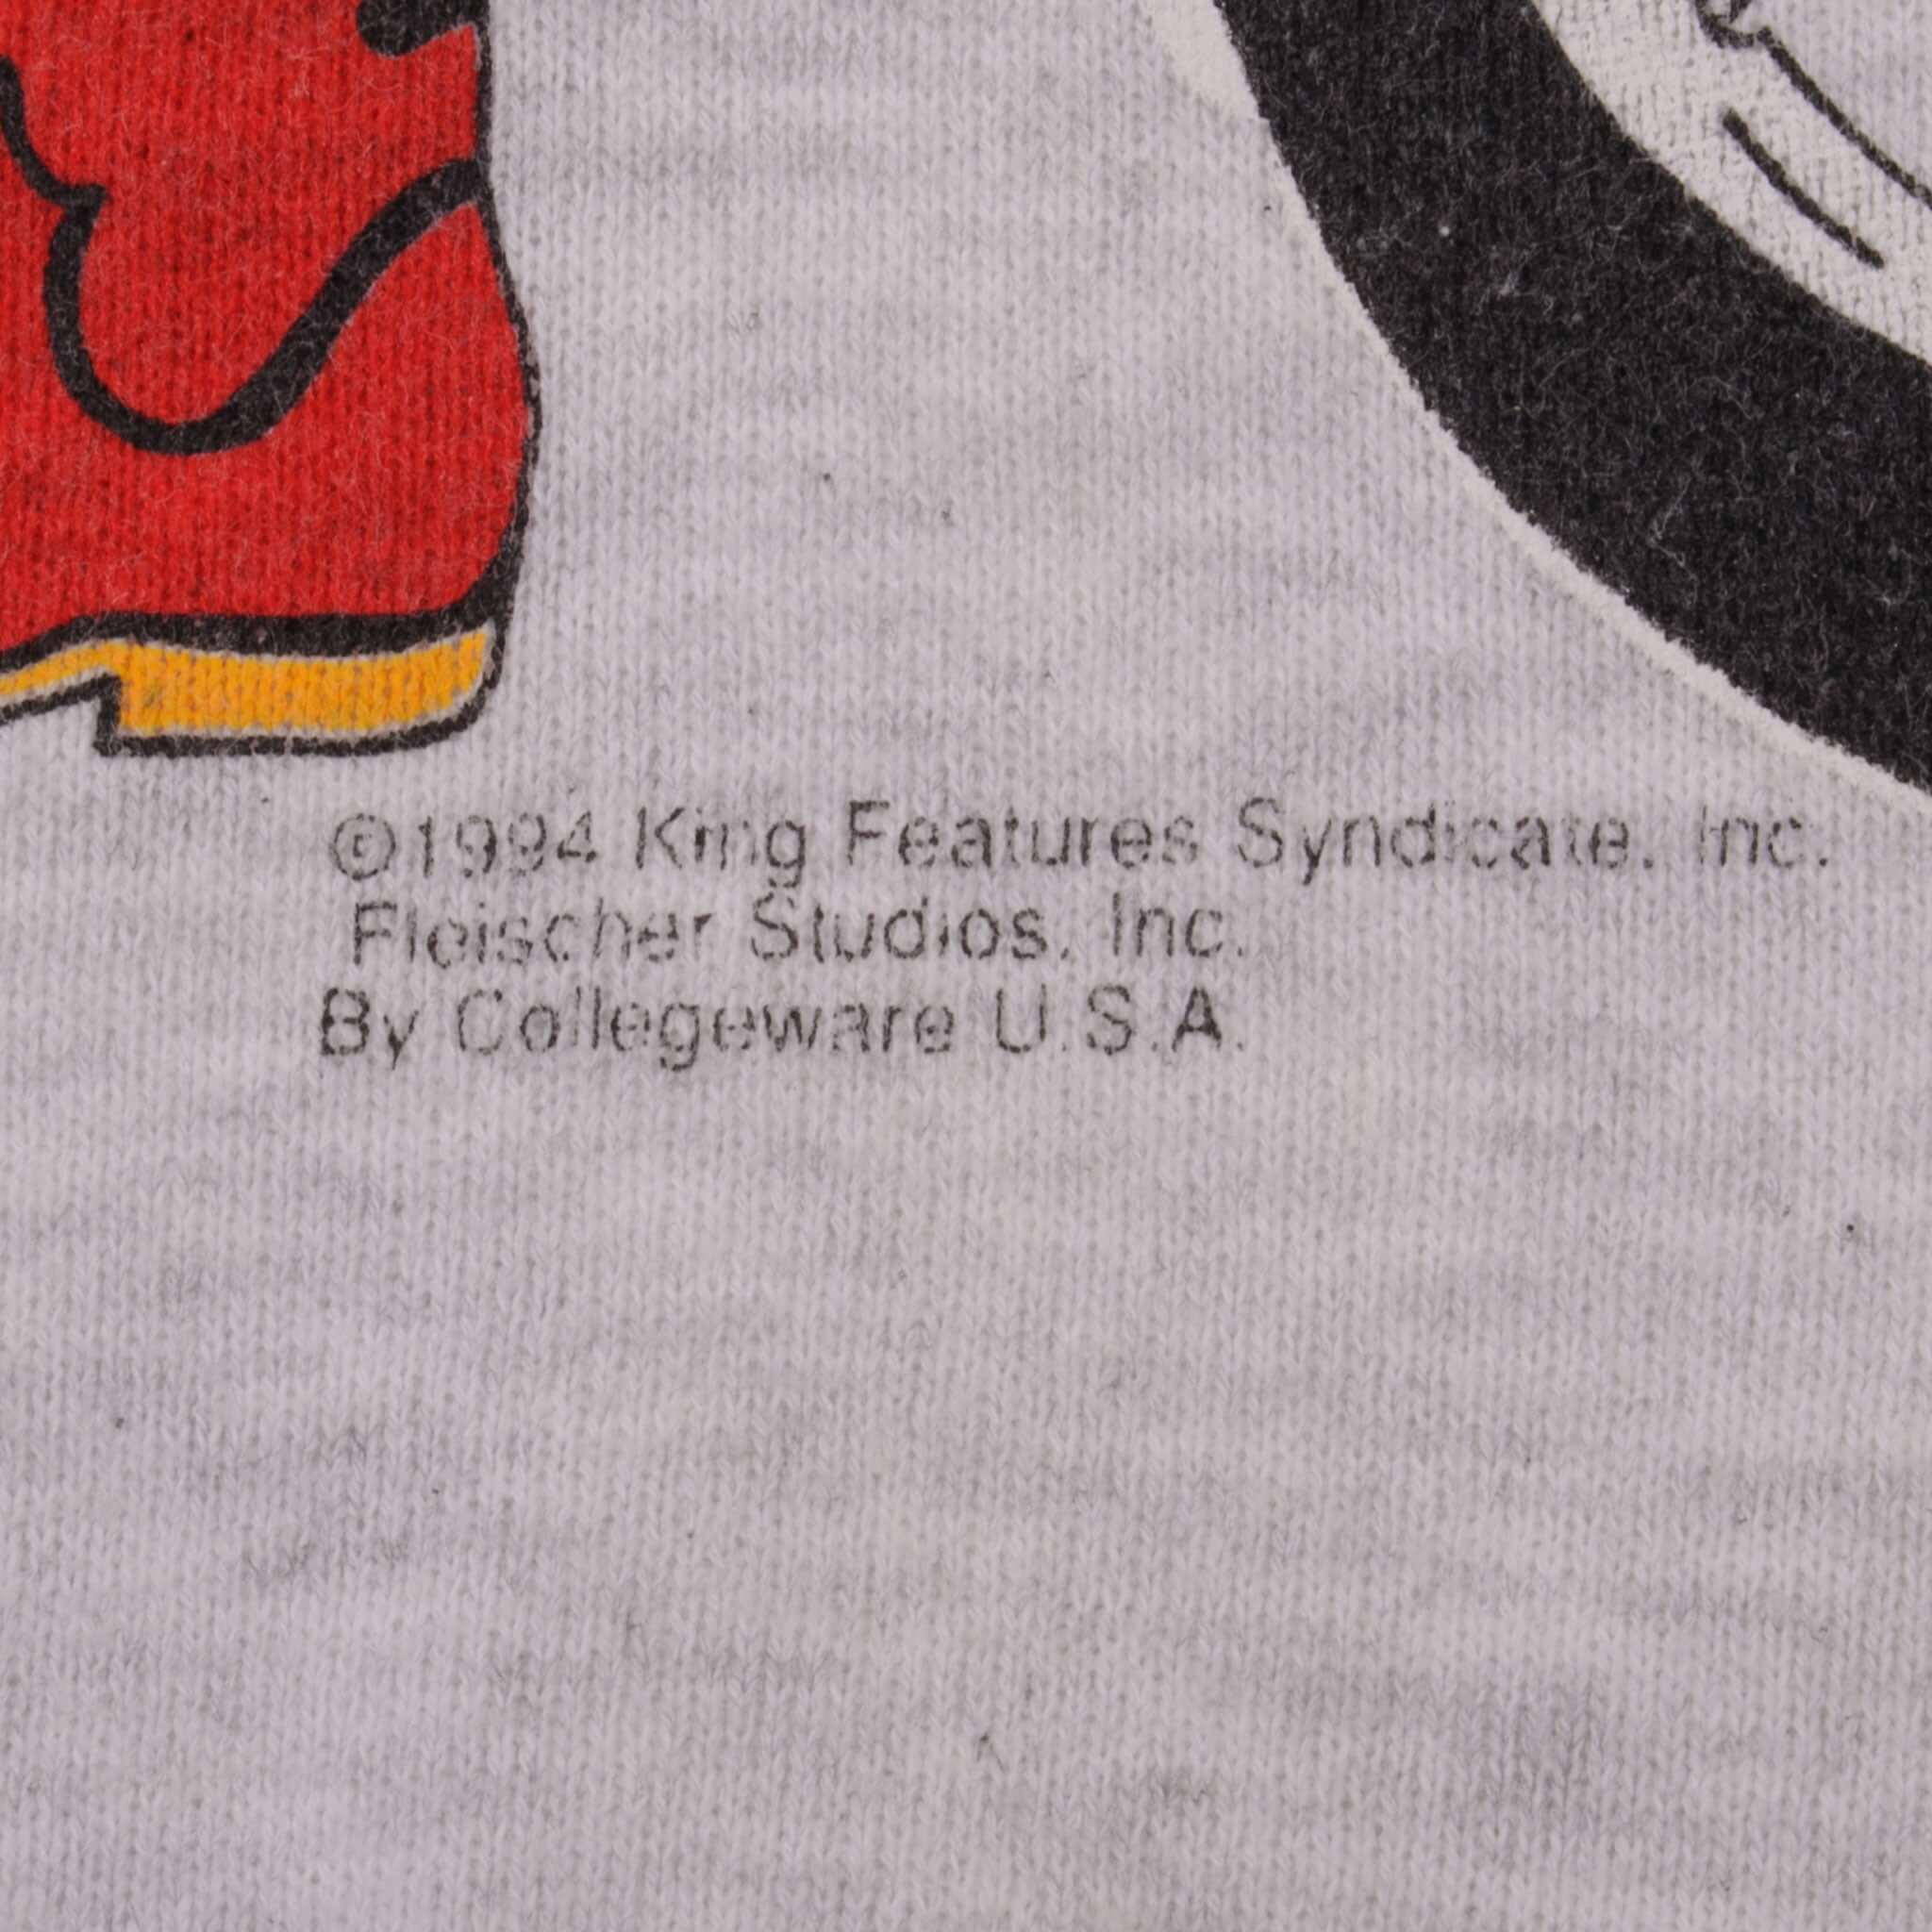 ©1994 King Features Syndicate, Inc.
Fleischer Studios, Inc.
By Collegeware U.S.A.